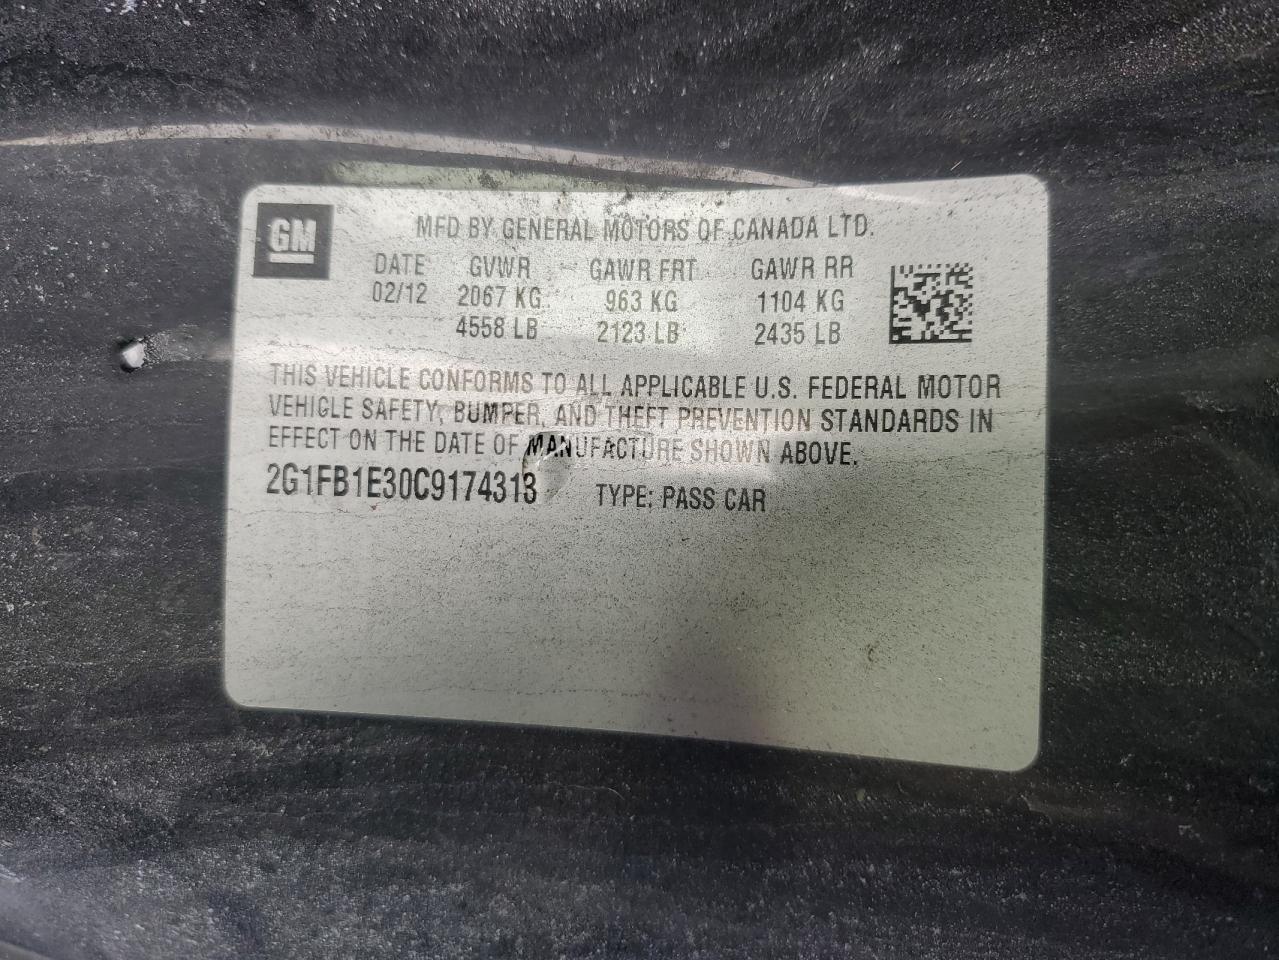 GM
MFD BY GENERAL MOTORS OF CANADA LTD.
DATE GVWR GAWR FRT GAWR RR
02/12 2067 KG 963 KG 1104 KG
4558 LB 2123 LB 2435 LB
THIS VEHICLE CONFORMS TO ALL APPLICABLE U.S. FEDERAL MOTOR
VEHICLE SAFETY, BUMPER, AND THEFT PREVENTION STANDARDS IN
EFFECT ON THE DATE OF MANUFACTURE SHOWN ABOVE.
2G1FB1E30C9174313 TYPE: PASS CAR